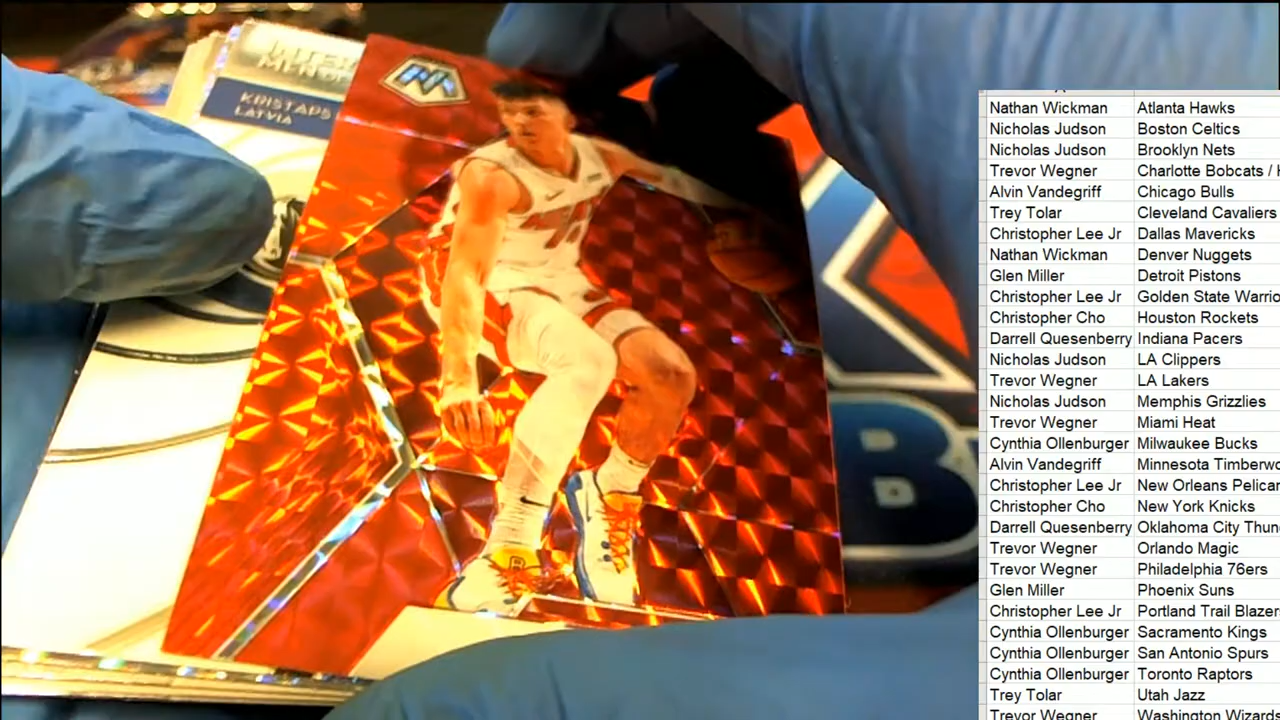 INTER
MEN
KRISTAPS
LATVIA
B
Nathan Wickman Atlanta Hawks
Nicholas Judson Boston Celtics
Nicholas Judson Brooklyn Nets
Trevor Wegner Charlotte Bobcats /
Alvin Vandegriff Chicago Bulls
Trey Tolar Cleveland Cavaliers
Christopher Lee Jr Dallas Mavericks
Nathan Wickman Denver Nuggets
Glen Miller Detroit Pistons
Christopher Lee Jr Golden State Warrio
Christopher Cho Houston Rockets
Darrell Quesenberry Indiana Pacers
Nicholas Judson LA Clippers
Trevor Wegner LA Lakers
Nicholas Judson Memphis Grizzlies
Trevor Wegner Miami Heat
Cynthia Ollenburger Milwaukee Bucks
Alvin Vandegriff Minnesota Timberwo
Christopher Lee Jr New Orleans Pelicar
Christopher Cho New York Knicks
Darrell Quesenberry Oklahoma City Thun
Trevor Wegner Orlando Magic
Trevor Wegner Philadelphia 76ers
Glen Miller Phoenix Suns
Christopher Lee Jr Portland Trail Blazer
Cynthia Ollenburger Sacramento Kings
Cynthia Ollenburger San Antonio Spurs
Cynthia Ollenburger Toronto Raptors
Trey Tolar Utah Jazz
Trevor Wegner Washington Wizards